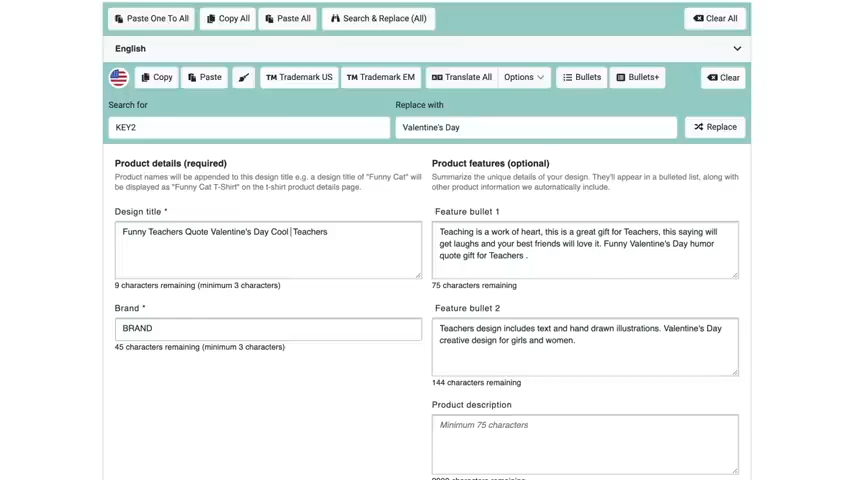 Paste One To All Copy All Paste All Search & Replace (All) Clear All
English
Copy Paste TM Trademark US TM Trademark EM Translate All Options Bullets Bullets+ Clear
Search for Replace with
KEY2 Valentine's Day Replace
Product details (required)
Product names will be appended to this design title e.g. a design title of "Funny Cat" will
be displayed as "Funny Cat T-Shirt" on the t-shirt product details page.
Design title *
Funny Teachers Quote Valentine's Day Cool Teachers
9 characters remaining (minimum 3 characters)
Brand *
BRAND
45 characters remaining (minimum 3 characters)
Product features (optional)
Summarize the unique details of your design. They'll appear in a bulleted list, along with
other product information we automatically include.
Feature bullet 1
Teaching is a work of heart, this is a great gift for Teachers, this saying will
get laughs and your best friends will love it. Funny Valentine's Day humor
quote gift for Teachers .
75 characters remaining
Feature bullet 2
Teachers design includes text and hand drawn illustrations. Valentine's Day
creative design for girls and women.
144 characters remaining
Product description
Minimum 75 characters